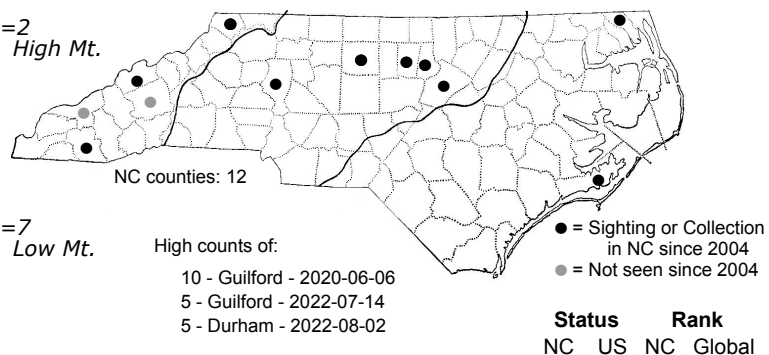 =2
High Mt.
NC counties: 12
=7
Low Mt.
High counts of:
10 - Guilford - 2020-06-06
5 - Guilford - 2022-07-14
5 - Durham - 2022-08-02
= Sighting or Collection
in NC since 2004
= Not seen since 2004
Status Rank
NC US NC Global